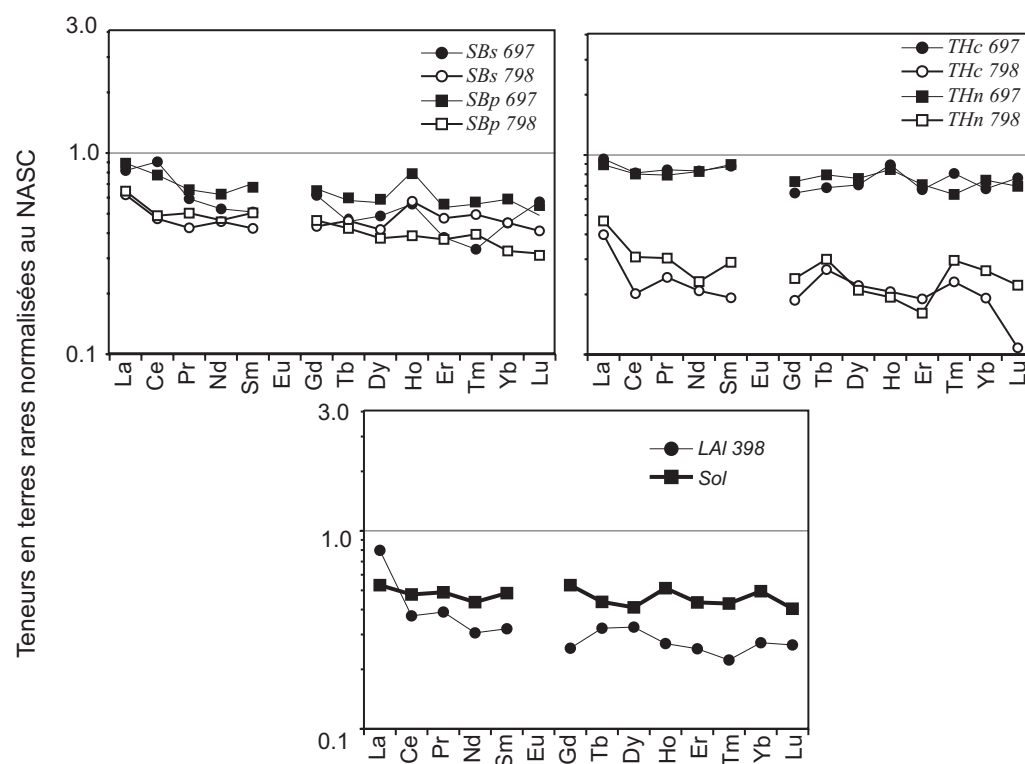 Teneurs en terres rares normalisées au NASC
3.0
1.0
0.1
SBs 697
SBs 798
SBp 697
SBp 798
La Ce Pr Nd Sm Eu Gd Tb Dy Ho Er Tm Yb Lu
THc 697
THc 798
THn 697
THn 798
La Ce Pr Nd Sm Eu Gd Tb Dy Ho Er Tm Yb Lu
3.0
1.0
0.1
LAl 398
Sol
La Ce Pr Nd Sm Eu Gd Tb Dy Ho Er Tm Yb Lu